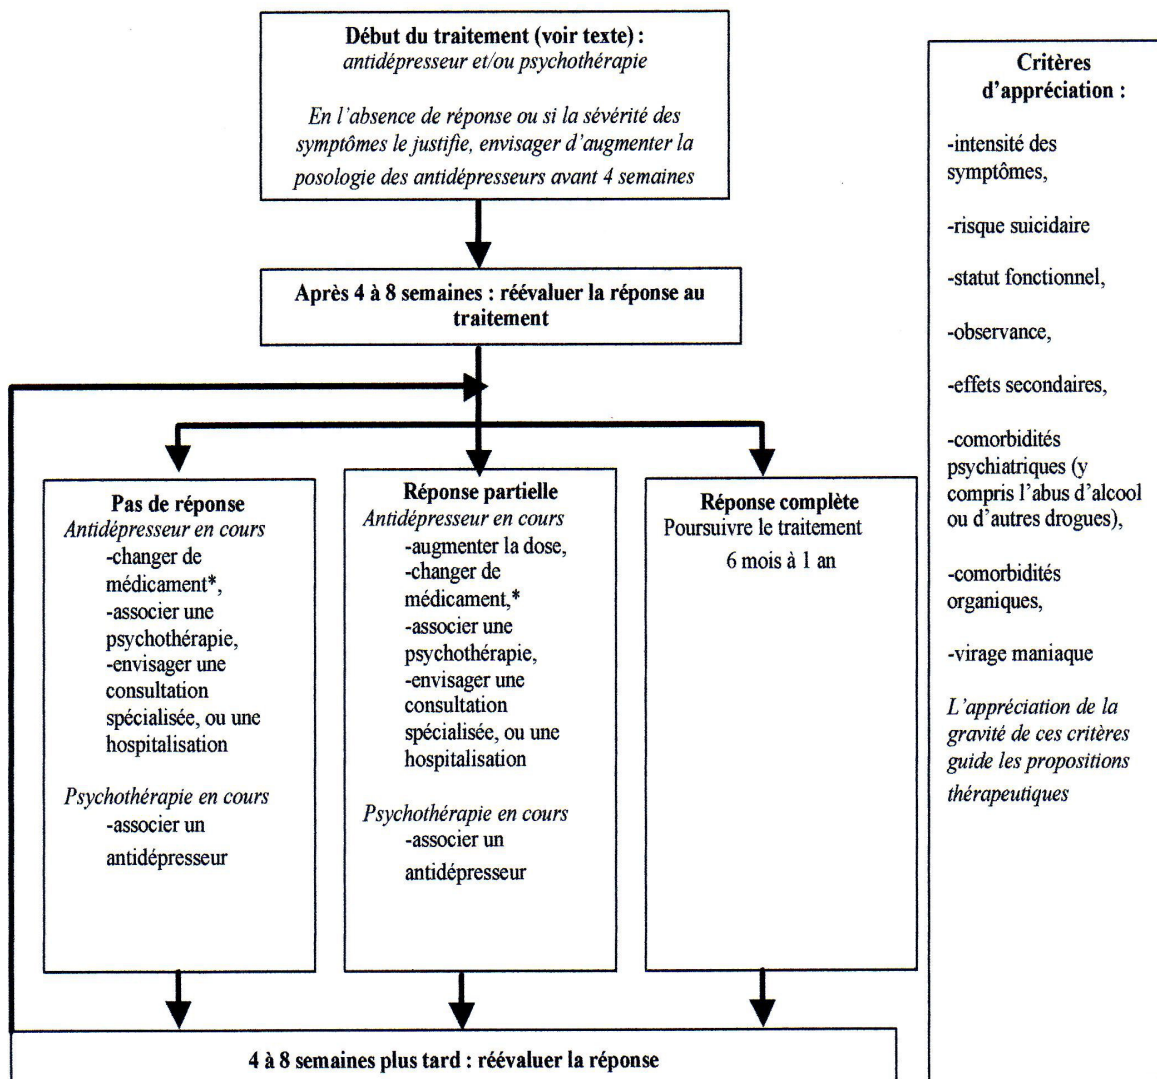 Début du traitement (voir texte) :
antidépresseur et/ou psychothérapie
En l'absence de réponse ou si la sévérité des
symptômes le justifie, envisager d'augmenter la
posologie des antidépresseurs avant 4 semaines
Après 4 à 8 semaines : réévaluer la réponse au
traitement
Pas de réponse
Antidépresseur en cours
-changer de
médicament*,
-associer une
psychothérapie,
-envisager une
consultation
spécialisée, ou une
hospitalisation
Psychothérapie en cours
-associer un
antidépresseur
Réponse partielle
Antidépresseur en cours
-augmenter la dose,
-changer de
médicament,*
-associer une
psychothérapie,
-envisager une
consultation
spécialisée, ou une
hospitalisation
Psychothérapie en cours
-associer un
antidépresseur
Réponse complète
Poursuivre le traitement
6 mois à 1 an
4 à 8 semaines plus tard : réévaluer la réponse
Critères
d'appréciation :
-intensité des
symptômes,
-risque suicidaire
-statut fonctionnel,
-observance,
-effets secondaires,
-comorbidités
psychiatriques (y
compris l'abus d'alcool
ou d'autres drogues),
-comorbidités
organiques,
-virage maniaque
L'appréciation de la
gravité de ces critères
guide les propositions
thérapeutiques